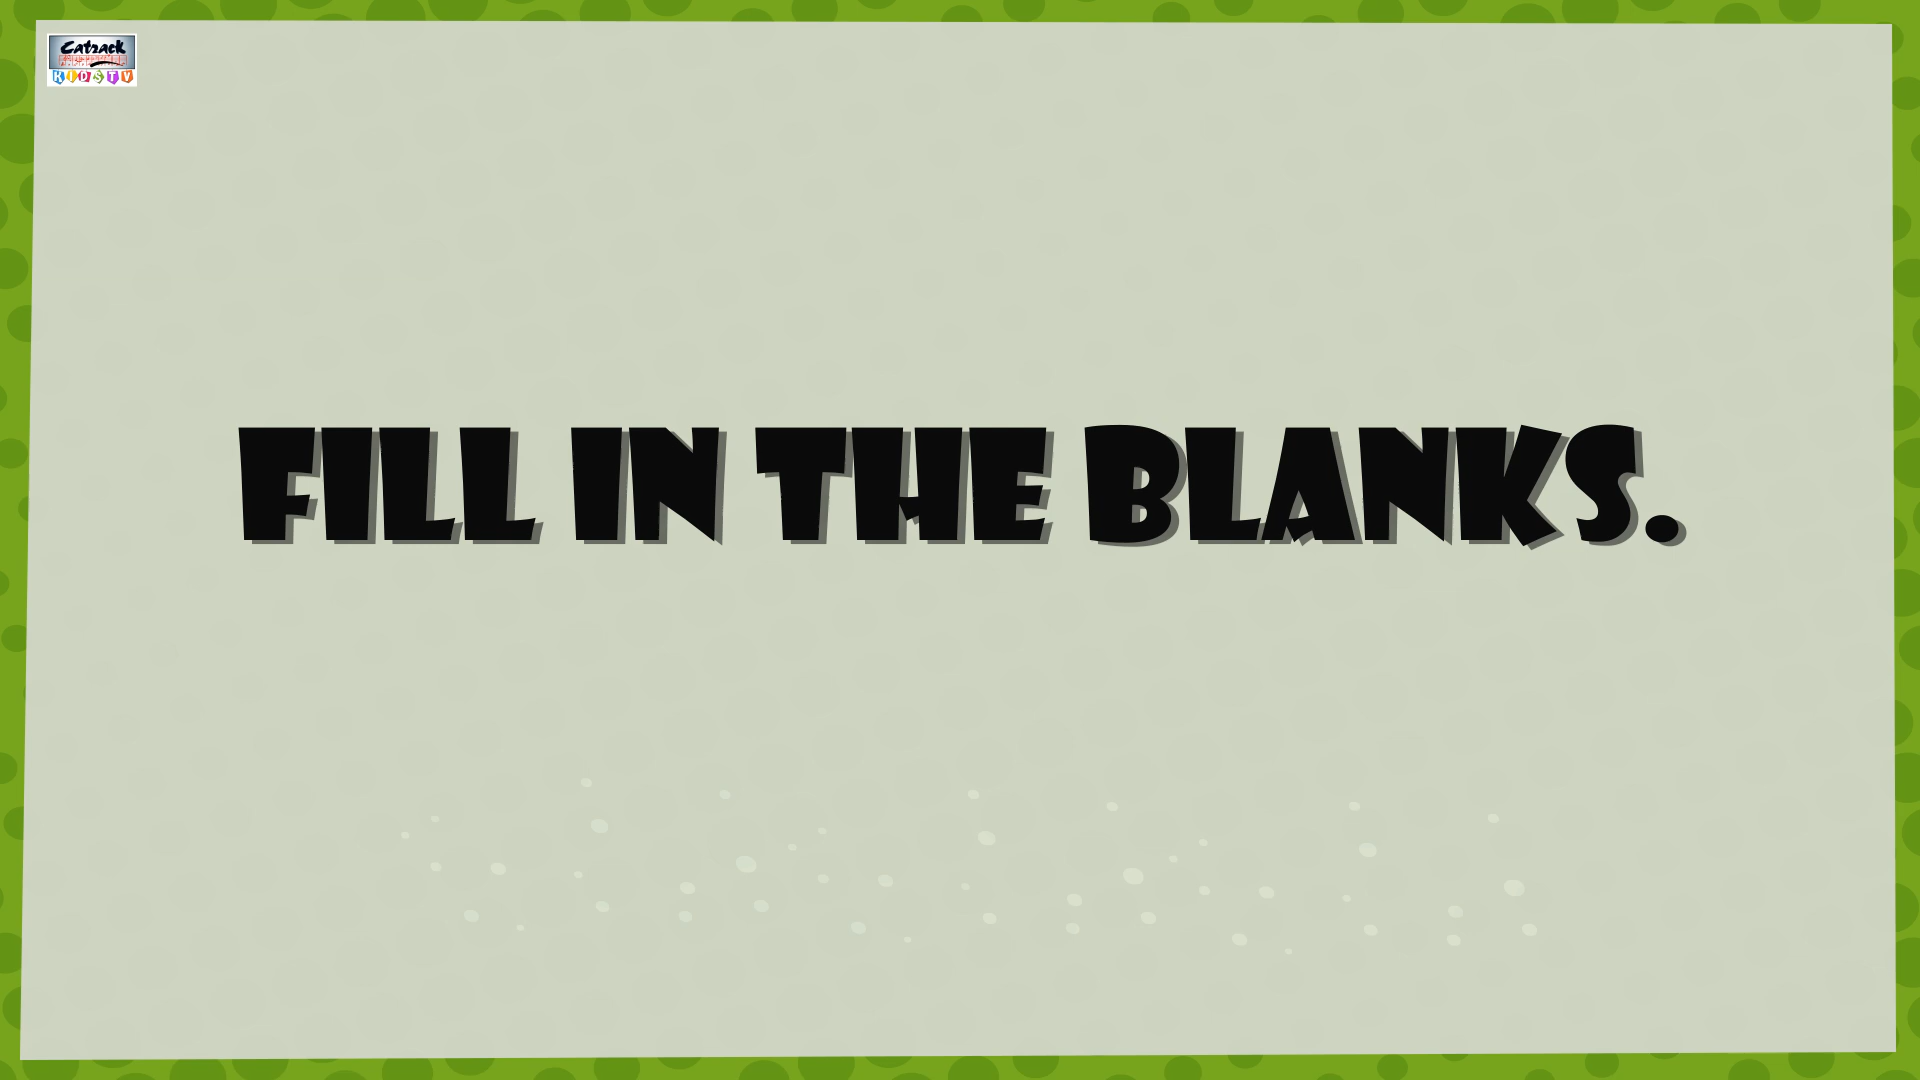 Catrack
KIDS TV
FILL IN THE BLANKS.